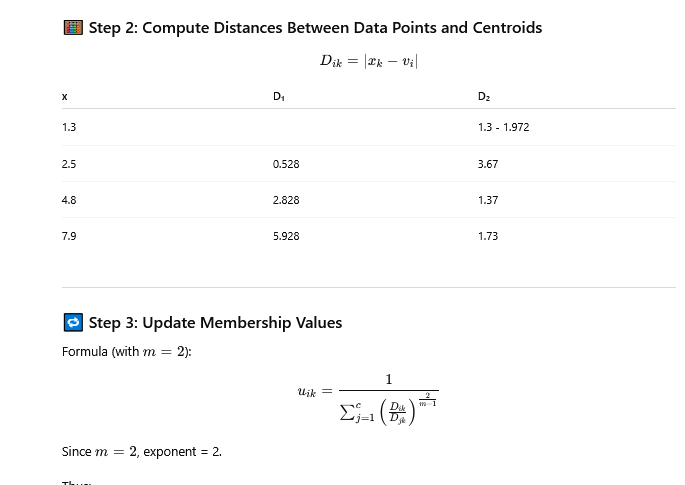 Step 2: Compute Distances Between Data Points and Centroids
D_{ik} = |x_k − v_i|
x D₁ D₂
1.3 1.3 - 1.972
2.5 0.528 3.67
4.8 2.828 1.37
7.9 5.928 1.73
Step 3: Update Membership Values
Formula (with m = 2):
u_{ik} = \frac{1}{\sum_{j=1}^{c} \left( \frac{D_{ik}}{D_{jk}} \right)^{\frac{2}{m-1}}}
Since m = 2, exponent = 2.